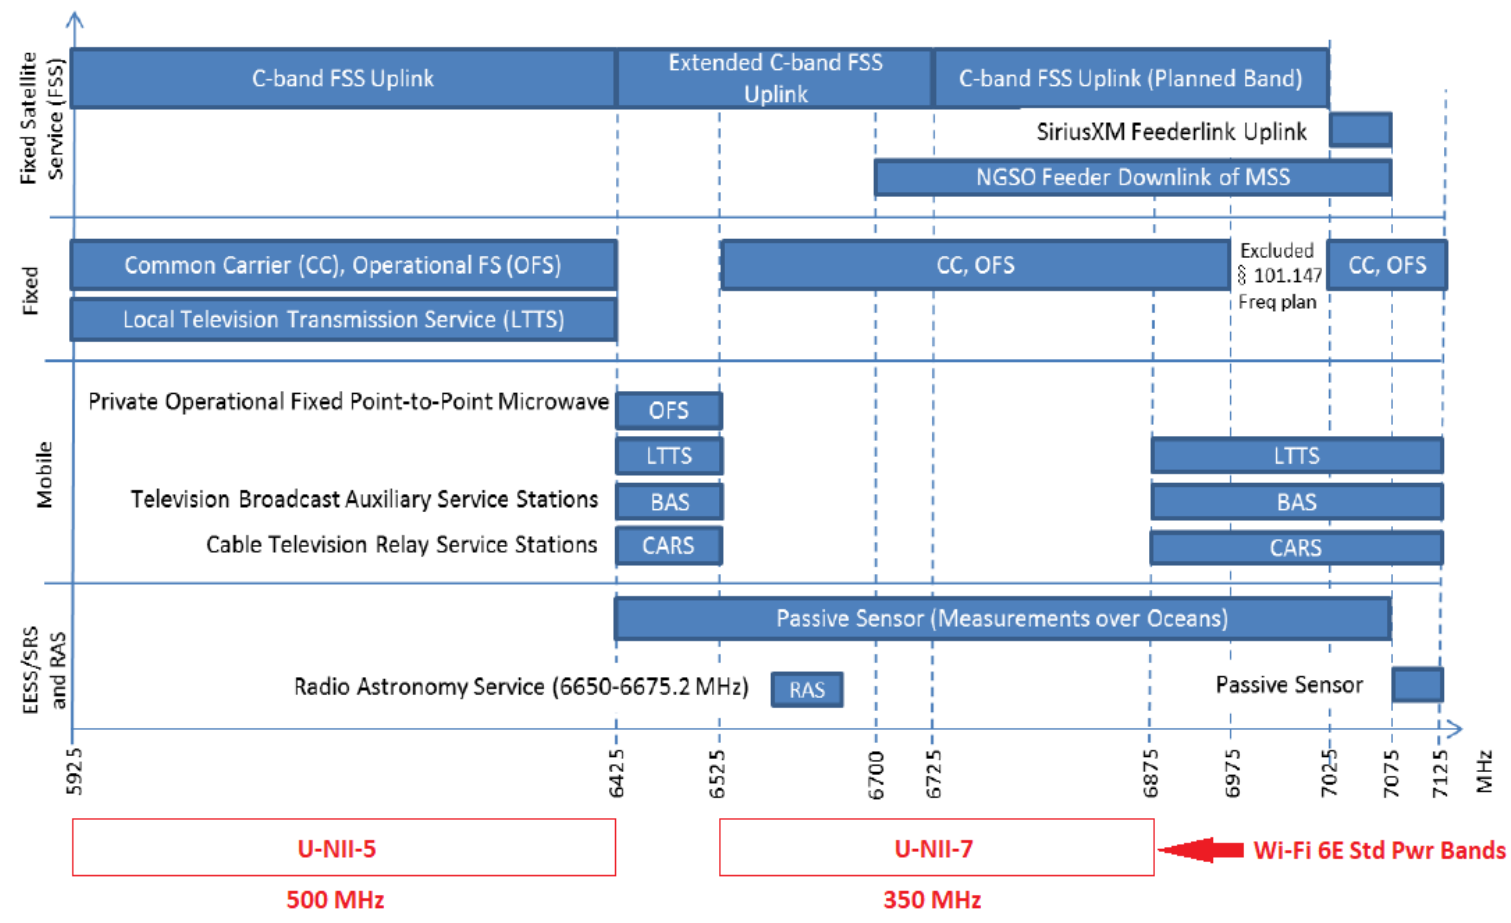 Fixed Satellite
Service (FSS)
C-band FSS Uplink
Extended C-band FSS
Uplink
C-band FSS Uplink (Planned Band)
SiriusXM Feederlink Uplink
NGSO Feeder Downlink of MSS
Fixed
Common Carrier (CC), Operational FS (OFS)
CC, OFS
Excluded
§ 101.147
Freq plan
CC, OFS
Local Television Transmission Service (LTTS)
Mobile
Private Operational Fixed Point-to-Point Microwave
OFS
LTTS
LTTS
Television Broadcast Auxiliary Service Stations
BAS
BAS
Cable Television Relay Service Stations
CARS
CARS
EESS/SRS
and RAS
Passive Sensor (Measurements over Oceans)
Radio Astronomy Service (6650-6675.2 MHz)
RAS
Passive Sensor
5925
6425
6525
6700
6725
6875
6975
7025
7075
7125
MHz
U-NII-5
U-NII-7
Wi-Fi 6E Std Pwr Bands
500 MHz
350 MHz